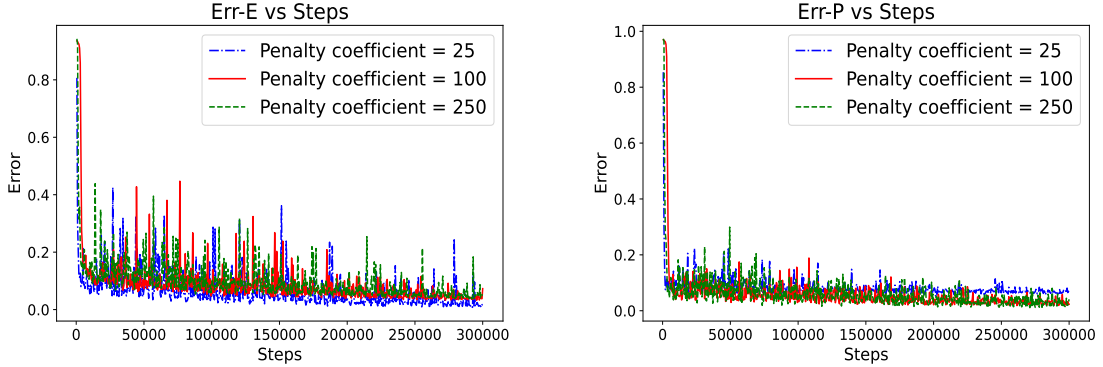 Err-E vs Steps
Penalty coefficient = 25
Penalty coefficient = 100
Penalty coefficient = 250
0.8
0.6
0.4
0.2
0.0
Error
0 50000 100000 150000 200000 250000 300000
Steps
Err-P vs Steps
Penalty coefficient = 25
Penalty coefficient = 100
Penalty coefficient = 250
1.0
0.8
0.6
0.4
0.2
0.0
Error
0 50000 100000 150000 200000 250000 300000
Steps